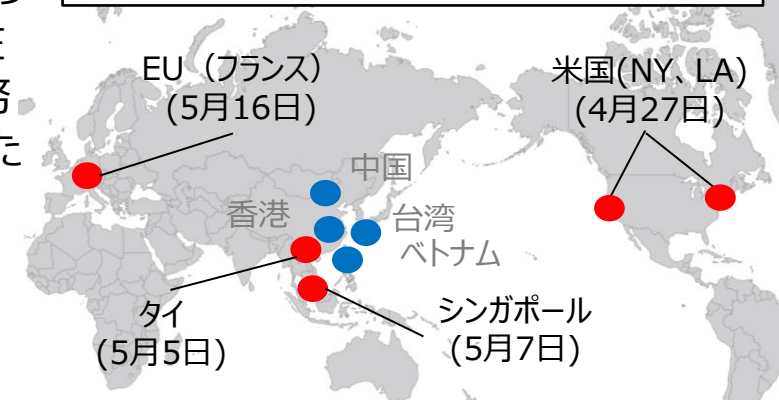 EU（フランス）
(5月16日)
米国(NY、LA)
(4月27日)
た
中国
香港
台湾
ベトナム
タイ
(5月5日)
シンガポール
(5月7日)